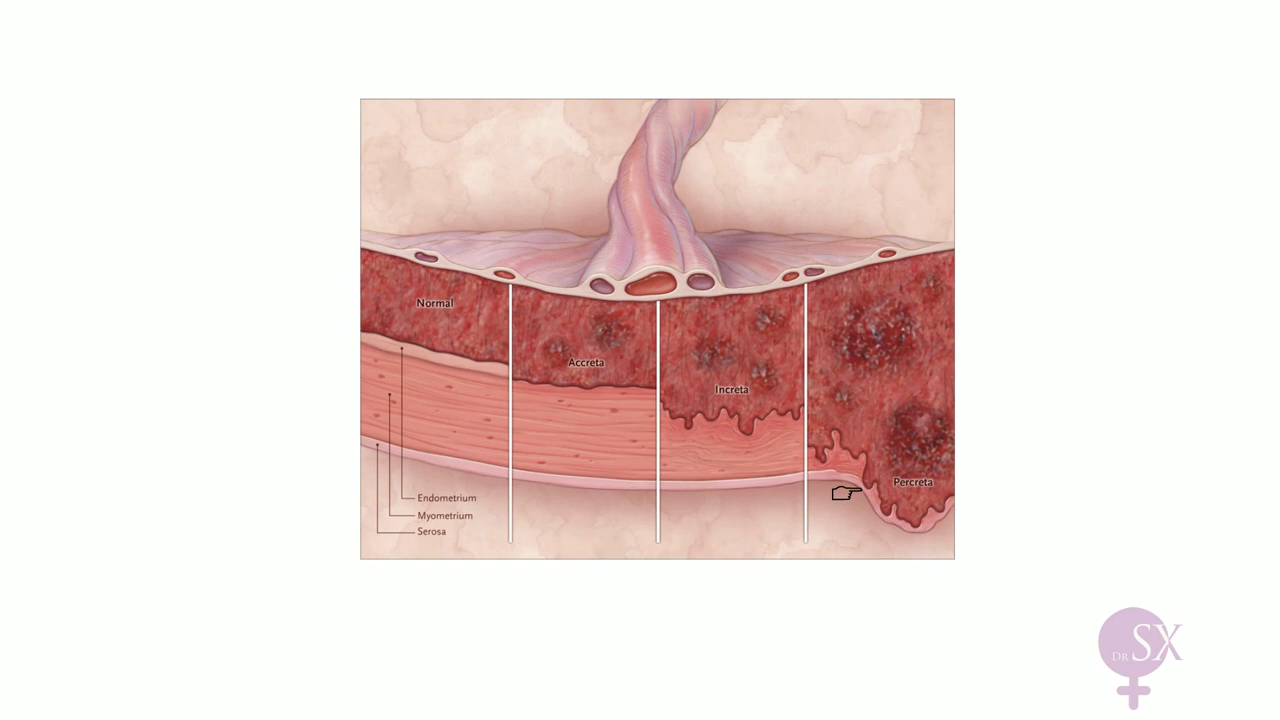 Normal
Accreta
Increta
Percreta
Endometrium
Myometrium
Serosa
DR SX